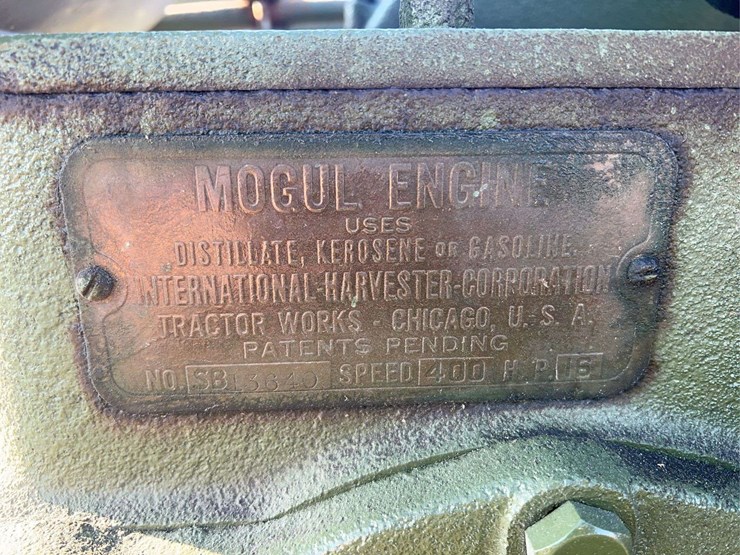 MOGUL ENGINE
USES
DISTILLATE, KEROSENE OR GASOLINE.
INTERNATIONAL-HARVESTER-CORPORATION
TRACTOR WORKS - CHICAGO, U.S.A.
PATENTS PENDING
NO. SB SPEED 400 H.P. 16